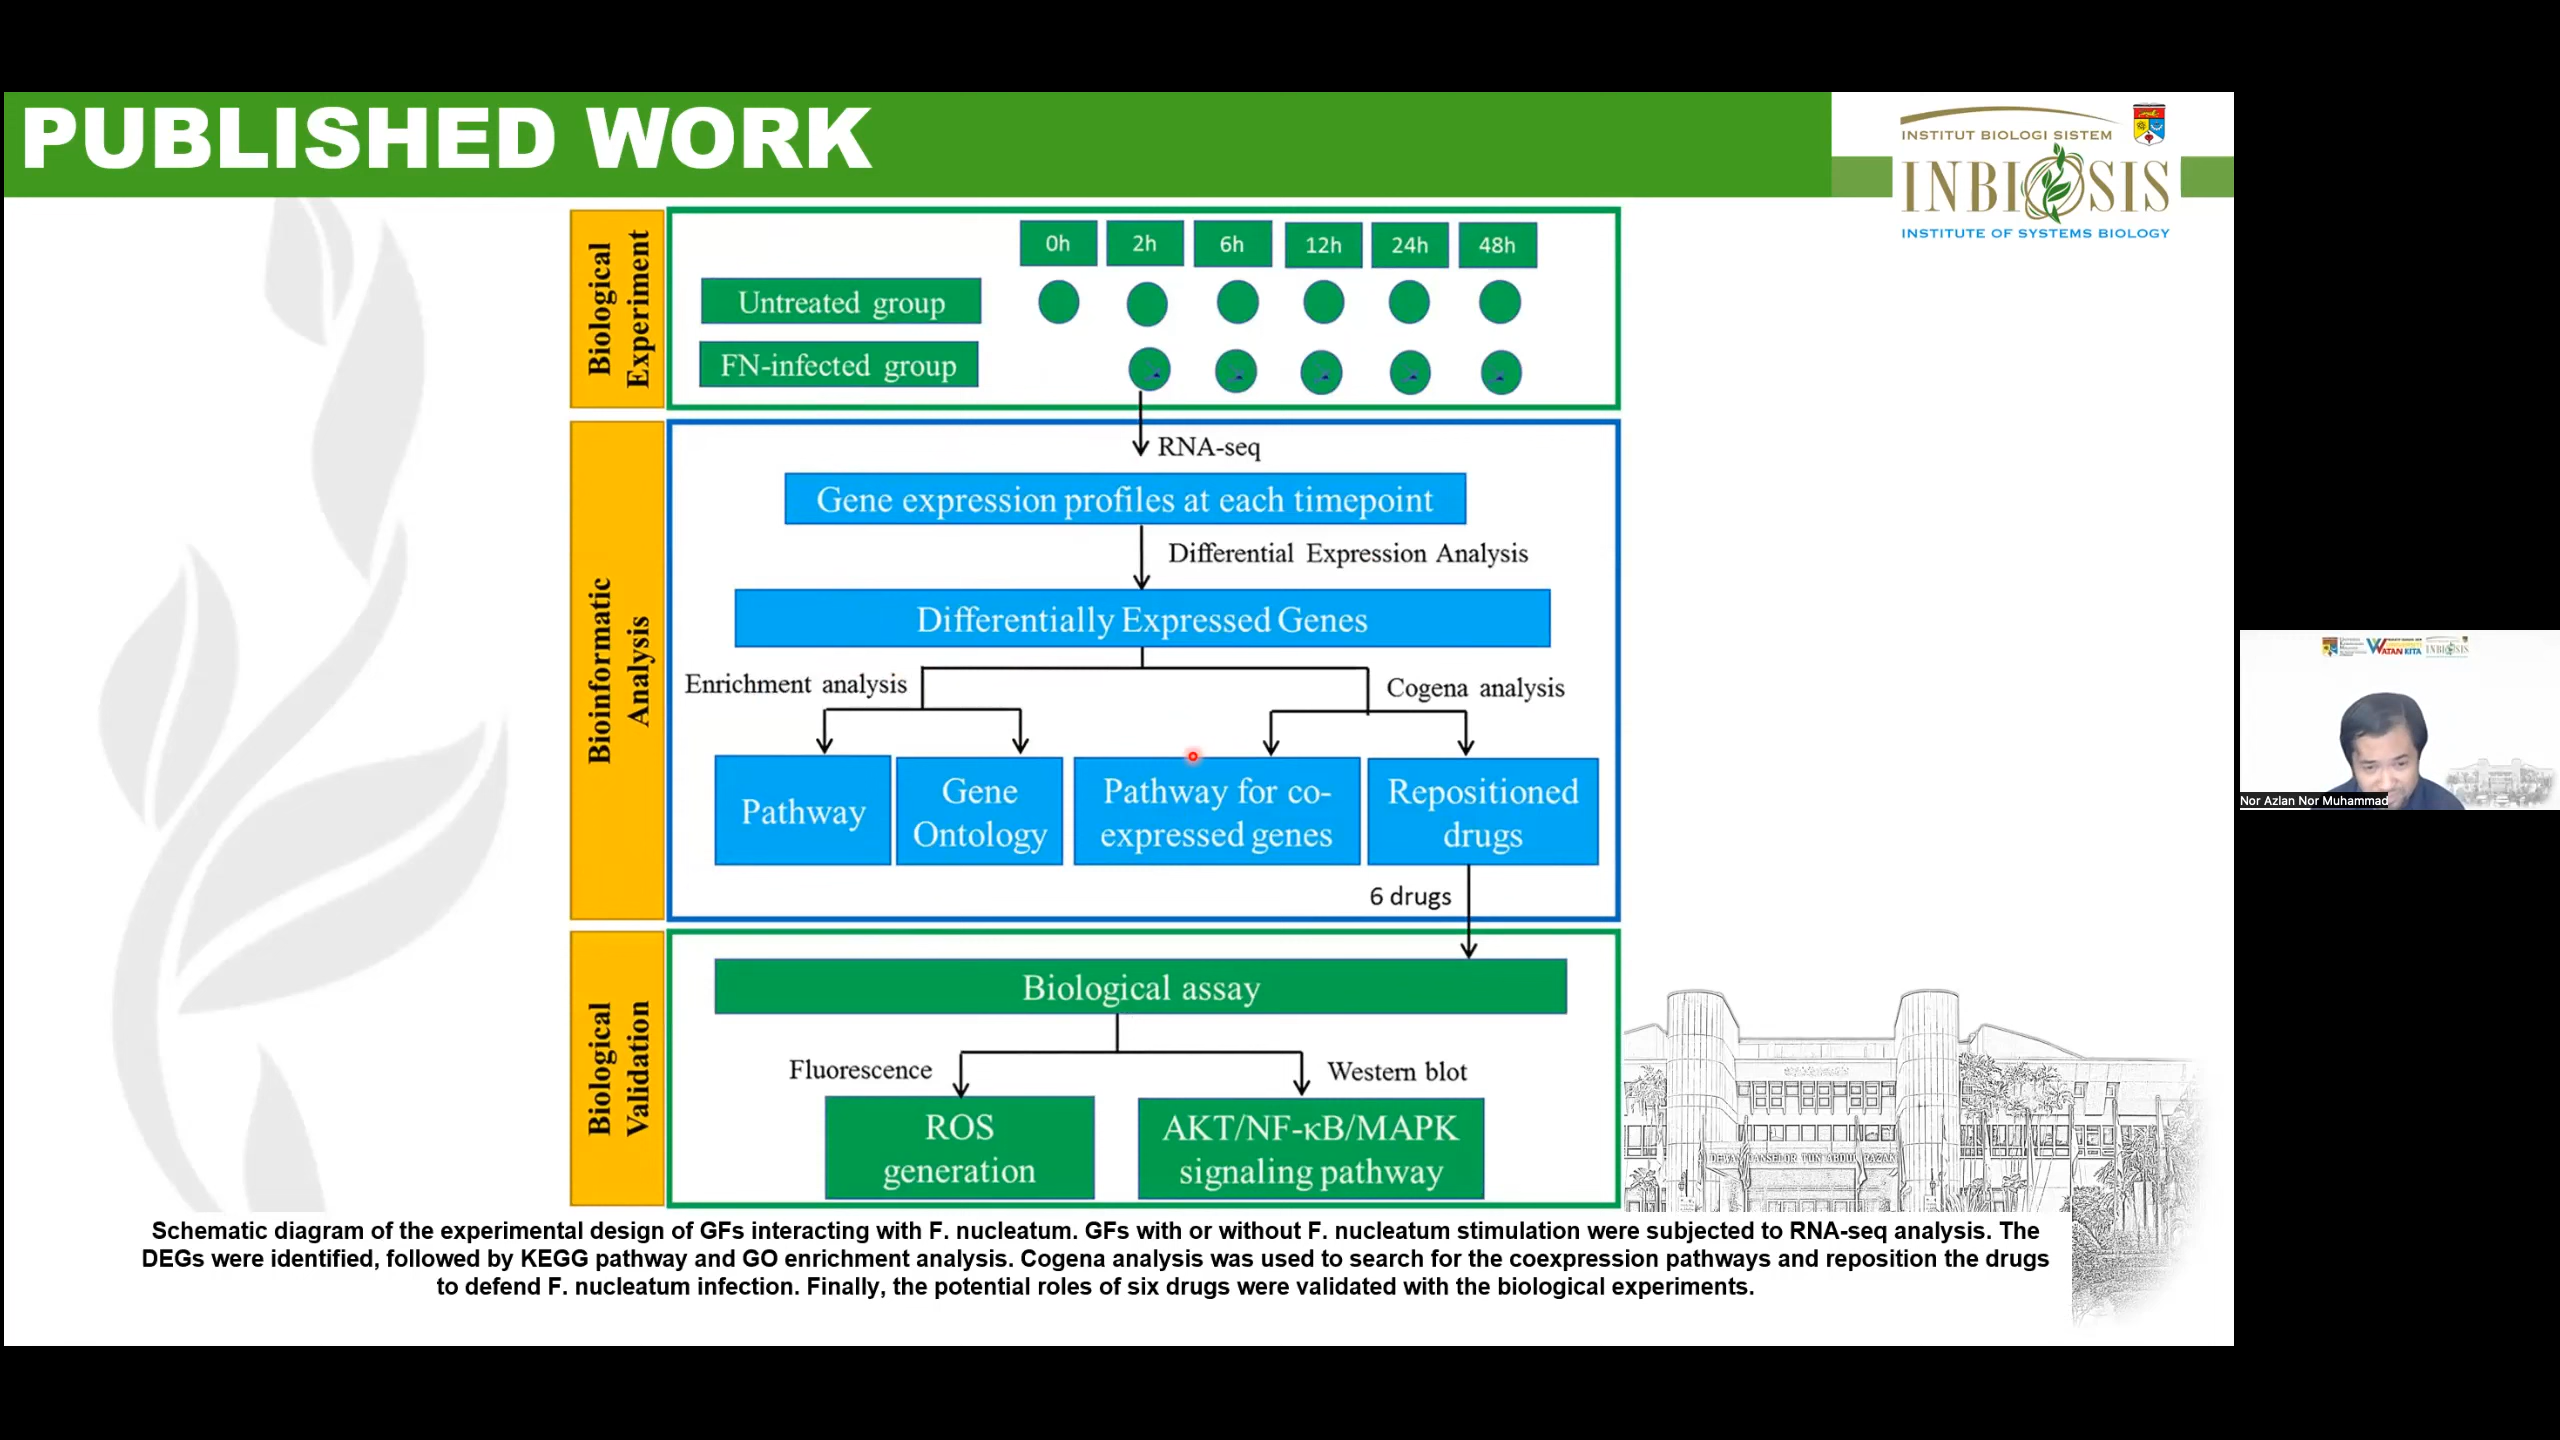 PUBLISHED WORK
INSTITUT BIOLOGI SISTEM
INBIOSIS
INSTITUTE OF SYSTEMS BIOLOGY
Biological
Experiment
0h 2h 6h 12h 24h 48h
Untreated group
FN-infected group
Bioinformatic
Analysis
RNA-seq
Gene expression profiles at each timepoint
Differential Expression Analysis
Differentially Expressed Genes
Enrichment analysis
Cogena analysis
Pathway
Gene
Ontology
Pathway for co-
expressed genes
Repositioned
drugs
6 drugs
Biological
Validation
Biological assay
Fluorescence
Western blot
ROS
generation
AKT/NF-κB/MAPK
signaling pathway
Schematic diagram of the experimental design of GFs interacting with F. nucleatum. GFs with or without F. nucleatum stimulation were subjected to RNA-seq analysis. The
DEGs were identified, followed by KEGG pathway and GO enrichment analysis. Cogena analysis was used to search for the coexpression pathways and reposition the drugs
to defend F. nucleatum infection. Finally, the potential roles of six drugs were validated with the biological experiments.
WATAN KITA
INBIOSIS
Nor Azlan Nor Muhammad